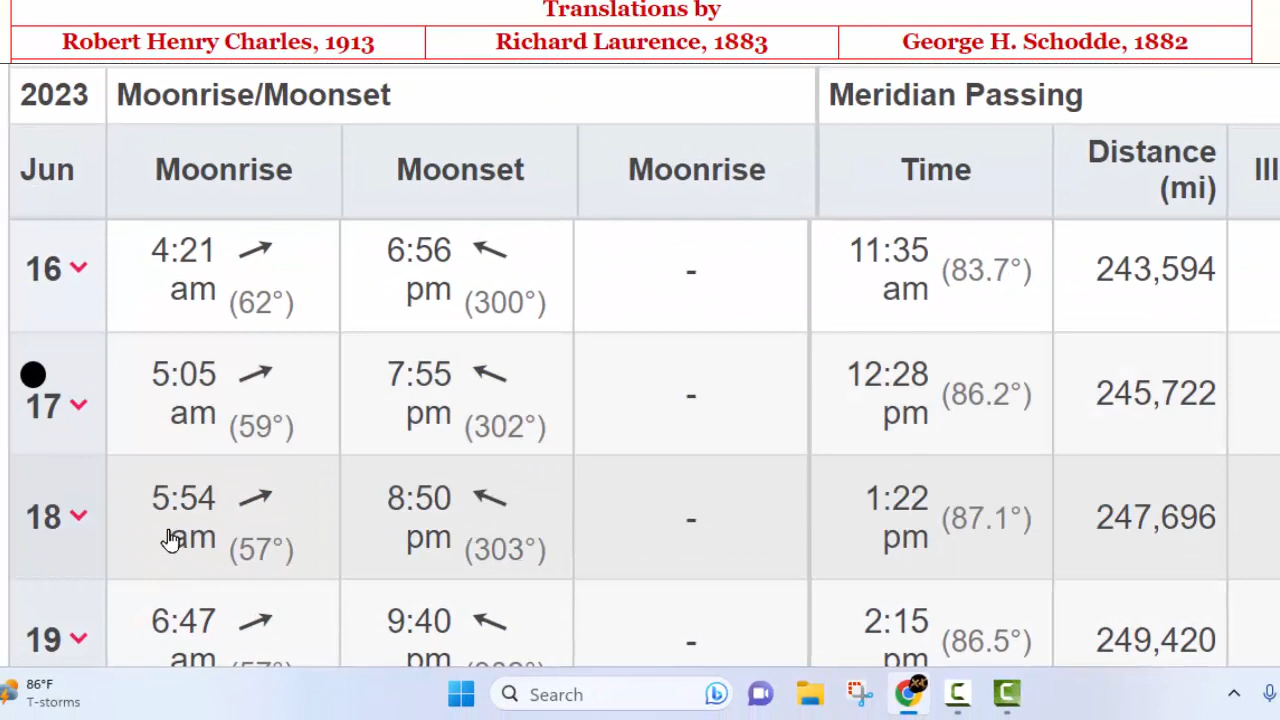 Translations by
Robert Henry Charles, 1913 Richard Laurence, 1883 George H. Schodde, 1882
2023 Moonrise/Moonset Meridian Passing
Jun Moonrise Moonset Moonrise Time Distance (mi)
16 4:21 am (62°) 6:56 pm (300°) - 11:35 am (83.7°) 243,594
17 5:05 am (59°) 7:55 pm (302°) - 12:28 pm (86.2°) 245,722
18 5:54 am (57°) 8:50 pm (303°) - 1:22 pm (87.1°) 247,696
19 6:47 am 9:40 pm - 2:15 pm (86.5°) 249,420
86°F
T-storms
Search